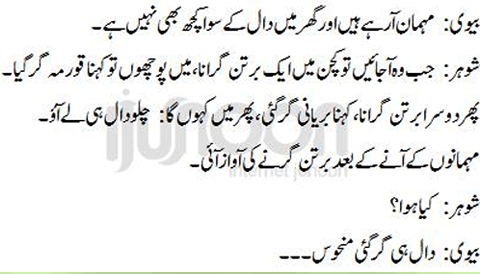 بیوی: مہمان آرہے ہیں اور گھر میں دال کے سوا کچھ بھی نہیں ہے۔
شوہر: جب وہ آجائیں تو کچن میں ایک برتن گرانا، میں پوچھوں تو کہنا قورمہ گر گیا۔
پھر دوسرا برتن گرانا، کہنا بریانی گر گئی، پھر میں کہوں گا: چلو دال ہی لے آؤ۔
مہمانوں کے آنے کے بعد برتن گرنے کی آواز آئی۔
شوہر: کیا ہوا؟
بیوی: دال ہی گر گئی منحوس۔۔۔
ijunoon
internet junoon